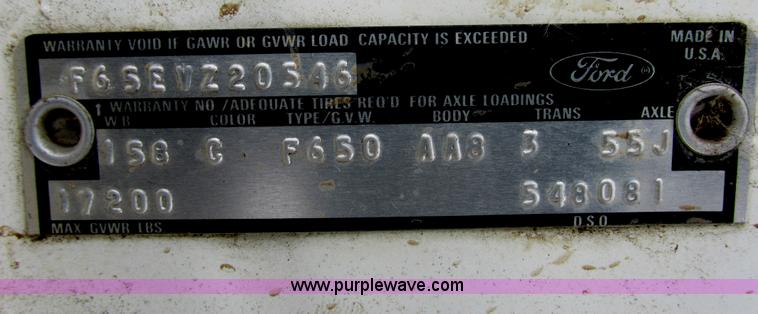 WARRANTY VOID IF GAWR OR GVWR LOAD CAPACITY IS EXCEEDED
MADE IN
U.S.A.
F65EVZ20546
Ford
↑ WARRANTY NO./ADEQUATE TIRES REQ'D FOR AXLE LOADINGS
W.B. COLOR TYPE/G.V.W. BODY TRANS AXLE
158 C F650 AA8 3 55J
17200 548081
MAX GVWR LBS D.S.O.
www.purplewave.com